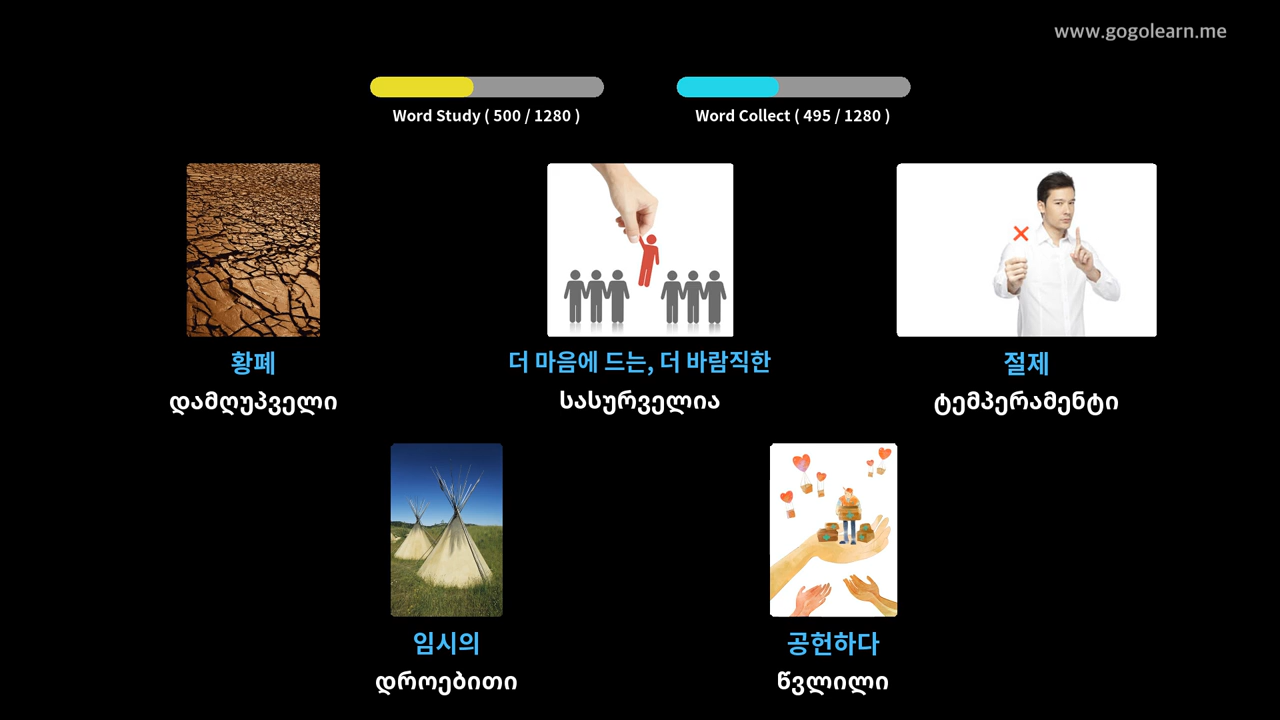 www.gogolearn.me
Word Study ( 500 / 1280 )
Word Collect ( 495 / 1280 )
황폐
დამღუპველი
더 마음에 드는, 더 바람직한
სასურველია
절제
ტემპერამენტი
임시의
დროებითი
공헌하다
წვლილი